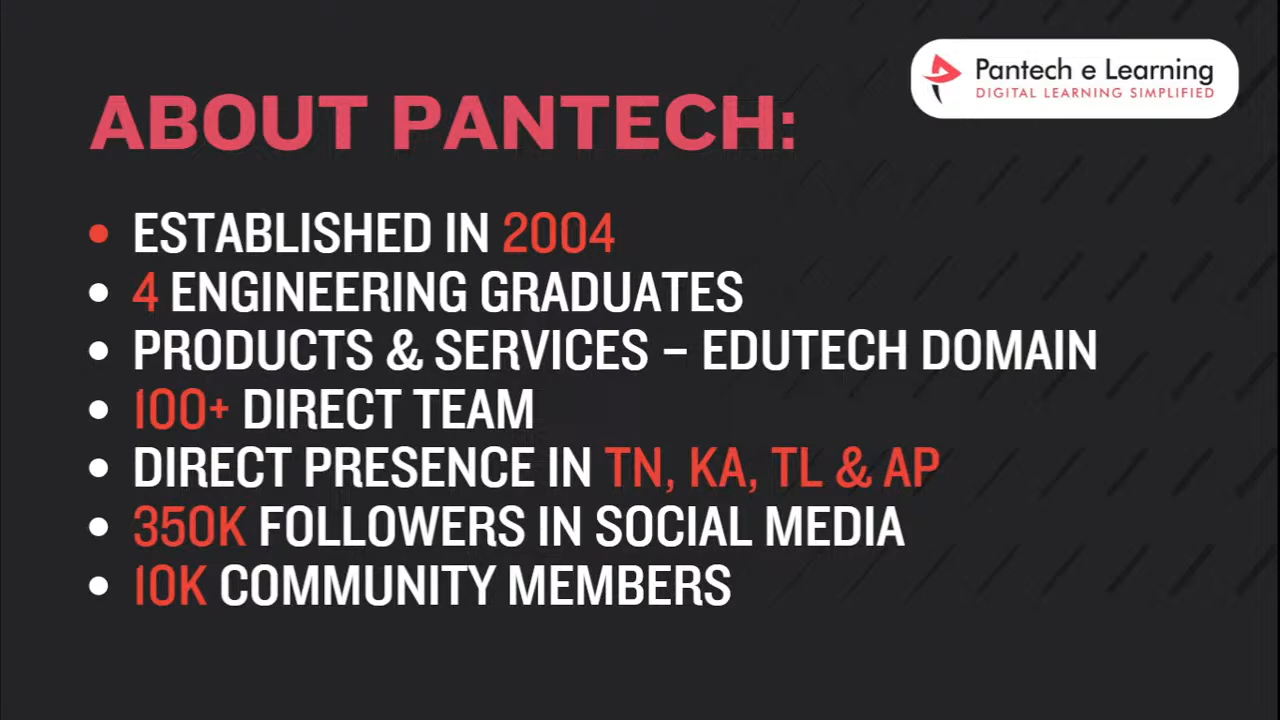 Pantech e Learning
DIGITAL LEARNING SIMPLIFIED
ABOUT PANTECH:
• ESTABLISHED IN 2004
• 4 ENGINEERING GRADUATES
• PRODUCTS & SERVICES – EDUTECH DOMAIN
• 100+ DIRECT TEAM
• DIRECT PRESENCE IN TN, KA, TL & AP
• 350K FOLLOWERS IN SOCIAL MEDIA
• 10K COMMUNITY MEMBERS